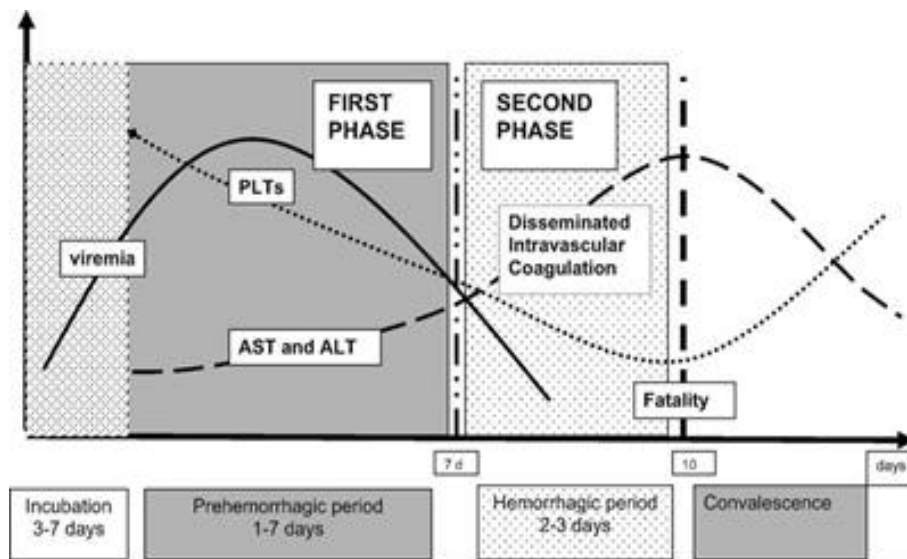 FIRST
PHASE
SECOND
PHASE
PLTs
viremia
Disseminated
Intravascular
Coagulation
AST and ALT
Fatality
7 d
10
days
Incubation
3-7 days
Prehemorrhagic period
1-7 days
Hemorrhagic period
2-3 days
Convalescence